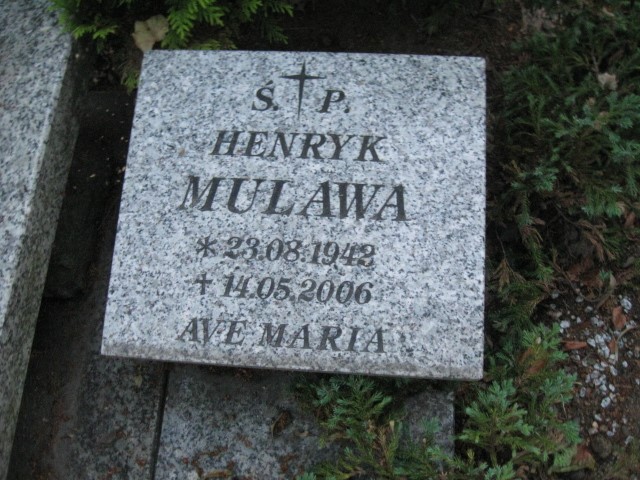 Ś. P.
HENRYK
MULAWA
* 23.08.1942
+ 14.05.2006
AVE MARIA